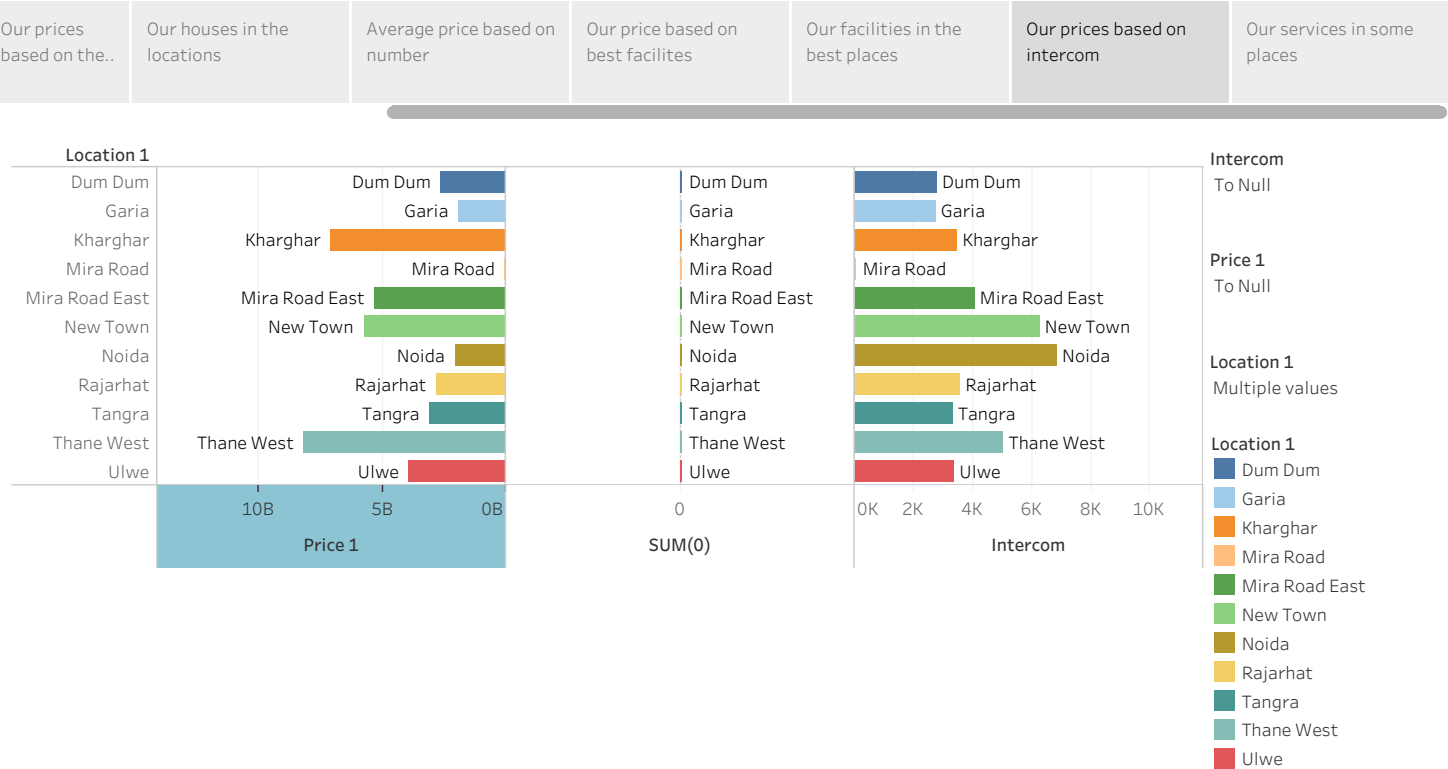 Our prices
based on the..
Our houses in the
locations
Average price based on
number
Our price based on
best facilites
Our facilities in the
best places
Our prices based on
intercom
Our services in some
places
Location 1
Dum Dum Dum Dum Dum Dum Dum Dum
Garia Garia Garia Garia
Kharghar Kharghar Kharghar Kharghar
Mira Road Mira Road Mira Road Mira Road
Mira Road East Mira Road East Mira Road East Mira Road East
New Town New Town New Town New Town
Noida Noida Noida Noida
Rajarhat Rajarhat Rajarhat Rajarhat
Tangra Tangra Tangra Tangra
Thane West Thane West Thane West Thane West
Ulwe Ulwe Ulwe Ulwe
10B 5B 0B 0 0K 2K 4K 6K 8K 10K
Price 1 SUM(0) Intercom
Intercom
To Null
Price 1
To Null
Location 1
Multiple values
Location 1
Dum Dum
Garia
Kharghar
Mira Road
Mira Road East
New Town
Noida
Rajarhat
Tangra
Thane West
Ulwe